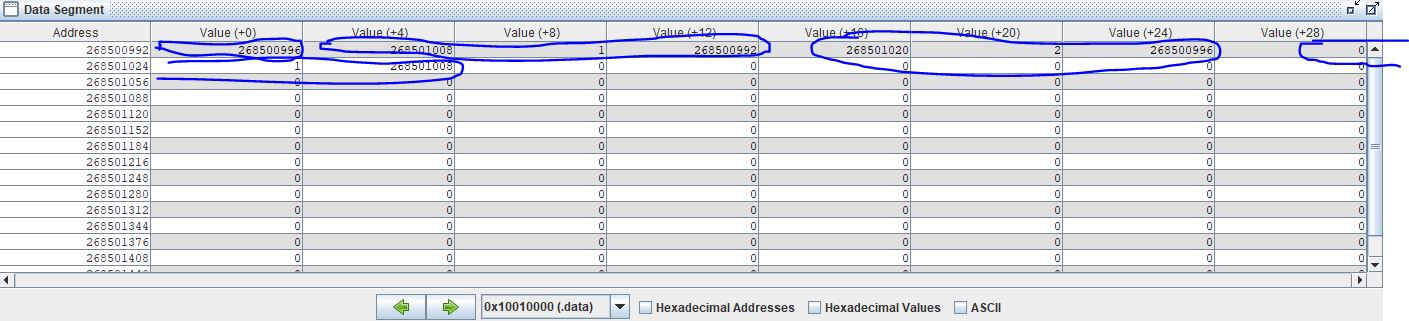 Data Segment
Address Value (+0) Value (+4) Value (+8) Value (+12) Value (+16) Value (+20) Value (+24) Value (+28)
268500992 268500996 268501008 1 268500992 268501020 2 268500996 0
268501024 1 268501008 0 0 0 0 0 0
268501056 0 0 0 0 0 0 0 0
268501088 0 0 0 0 0 0 0 0
268501120 0 0 0 0 0 0 0 0
268501152 0 0 0 0 0 0 0 0
268501184 0 0 0 0 0 0 0 0
268501216 0 0 0 0 0 0 0 0
268501248 0 0 0 0 0 0 0 0
268501280 0 0 0 0 0 0 0 0
268501312 0 0 0 0 0 0 0 0
268501344 0 0 0 0 0 0 0 0
268501376 0 0 0 0 0 0 0 0
268501408 0 0 0 0 0 0 0 0
0x10010000 (.data) Hexadecimal Addresses Hexadecimal Values ASCII